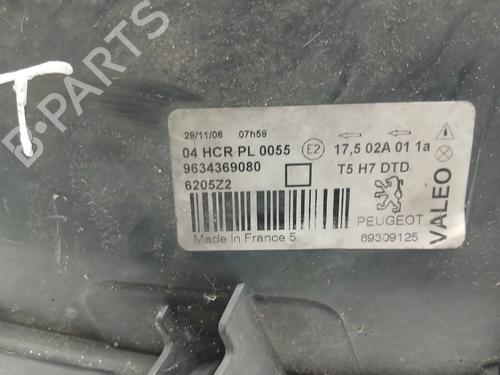 B-PARTS
T
29/11/06 07h59
04 HCR PL 0055 E2 17,5 02A 01 1a
9634369080 T5 H7 DTD
6205Z2
PEUGEOT
VALEO
Made in France 5 89309125